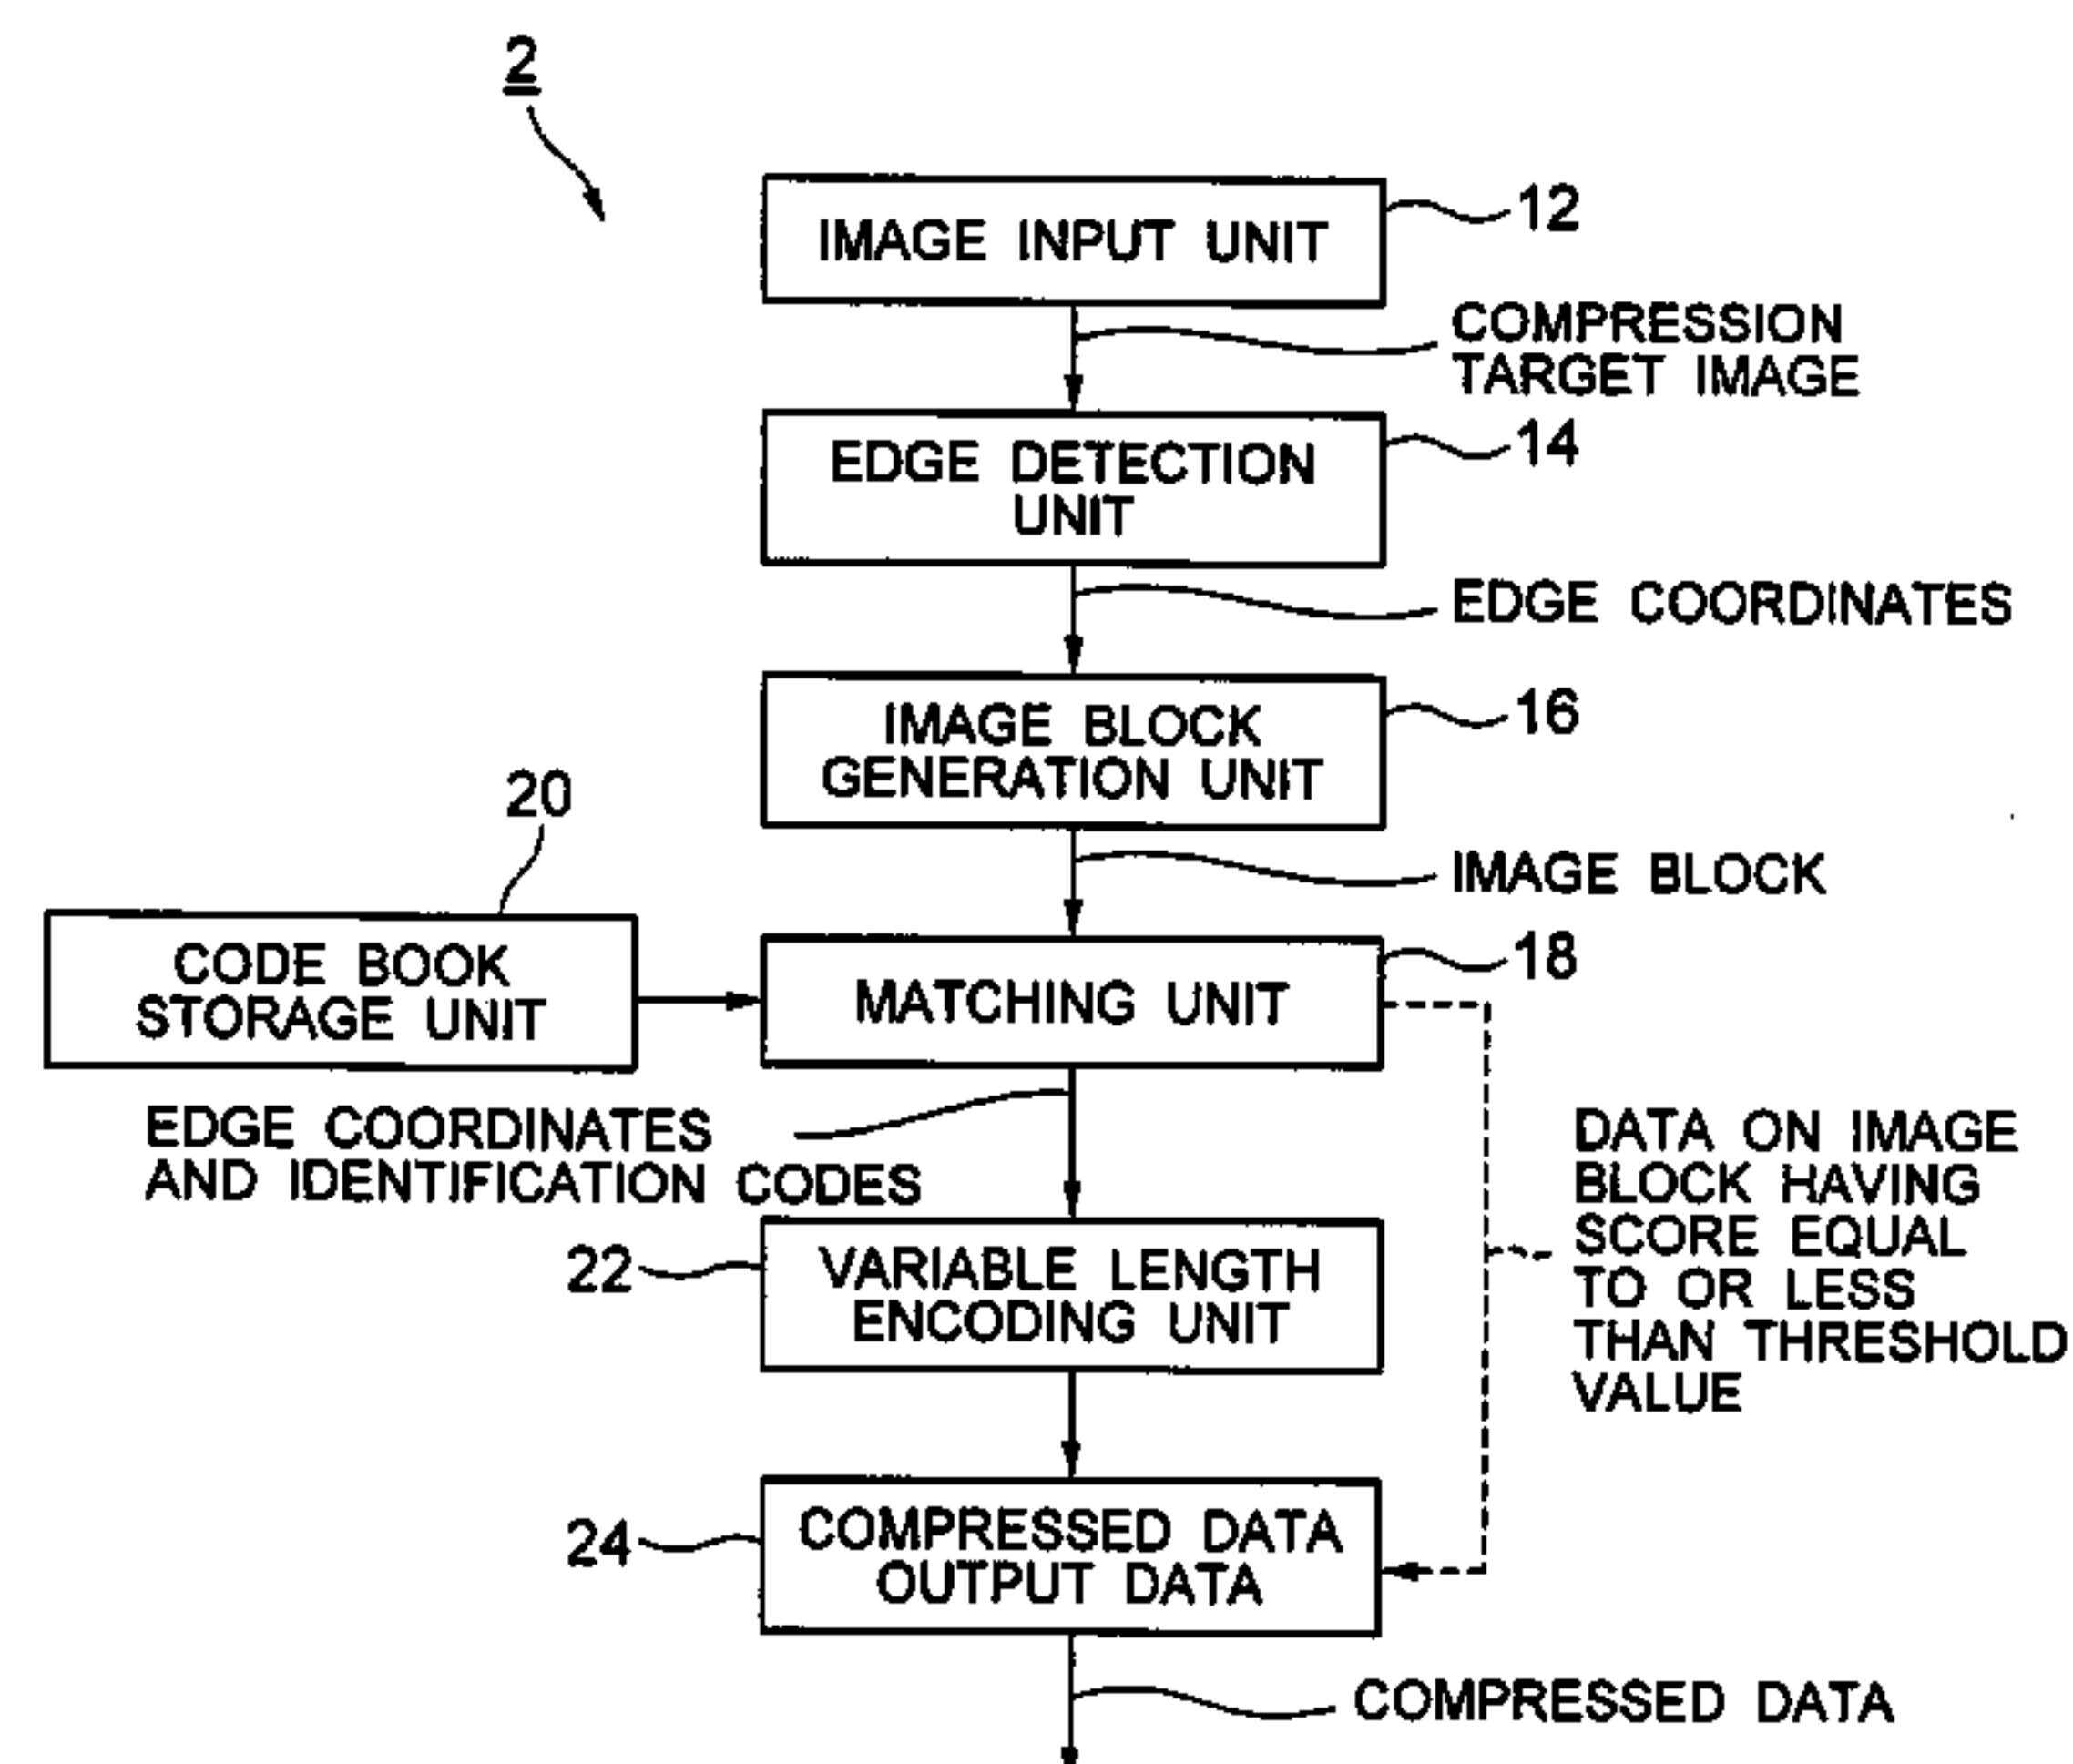 2
IMAGE INPUT UNIT
12
COMPRESSION
TARGET IMAGE
EDGE DETECTION
UNIT
14
EDGE COORDINATES
IMAGE BLOCK
GENERATION UNIT
16
IMAGE BLOCK
20
CODE BOOK
STORAGE UNIT
MATCHING UNIT
18
EDGE COORDINATES
AND IDENTIFICATION CODES
DATA ON IMAGE
BLOCK HAVING
SCORE EQUAL
TO OR LESS
THAN THRESHOLD
VALUE
22
VARIABLE LENGTH
ENCODING UNIT
24
COMPRESSED DATA
OUTPUT DATA
COMPRESSED DATA